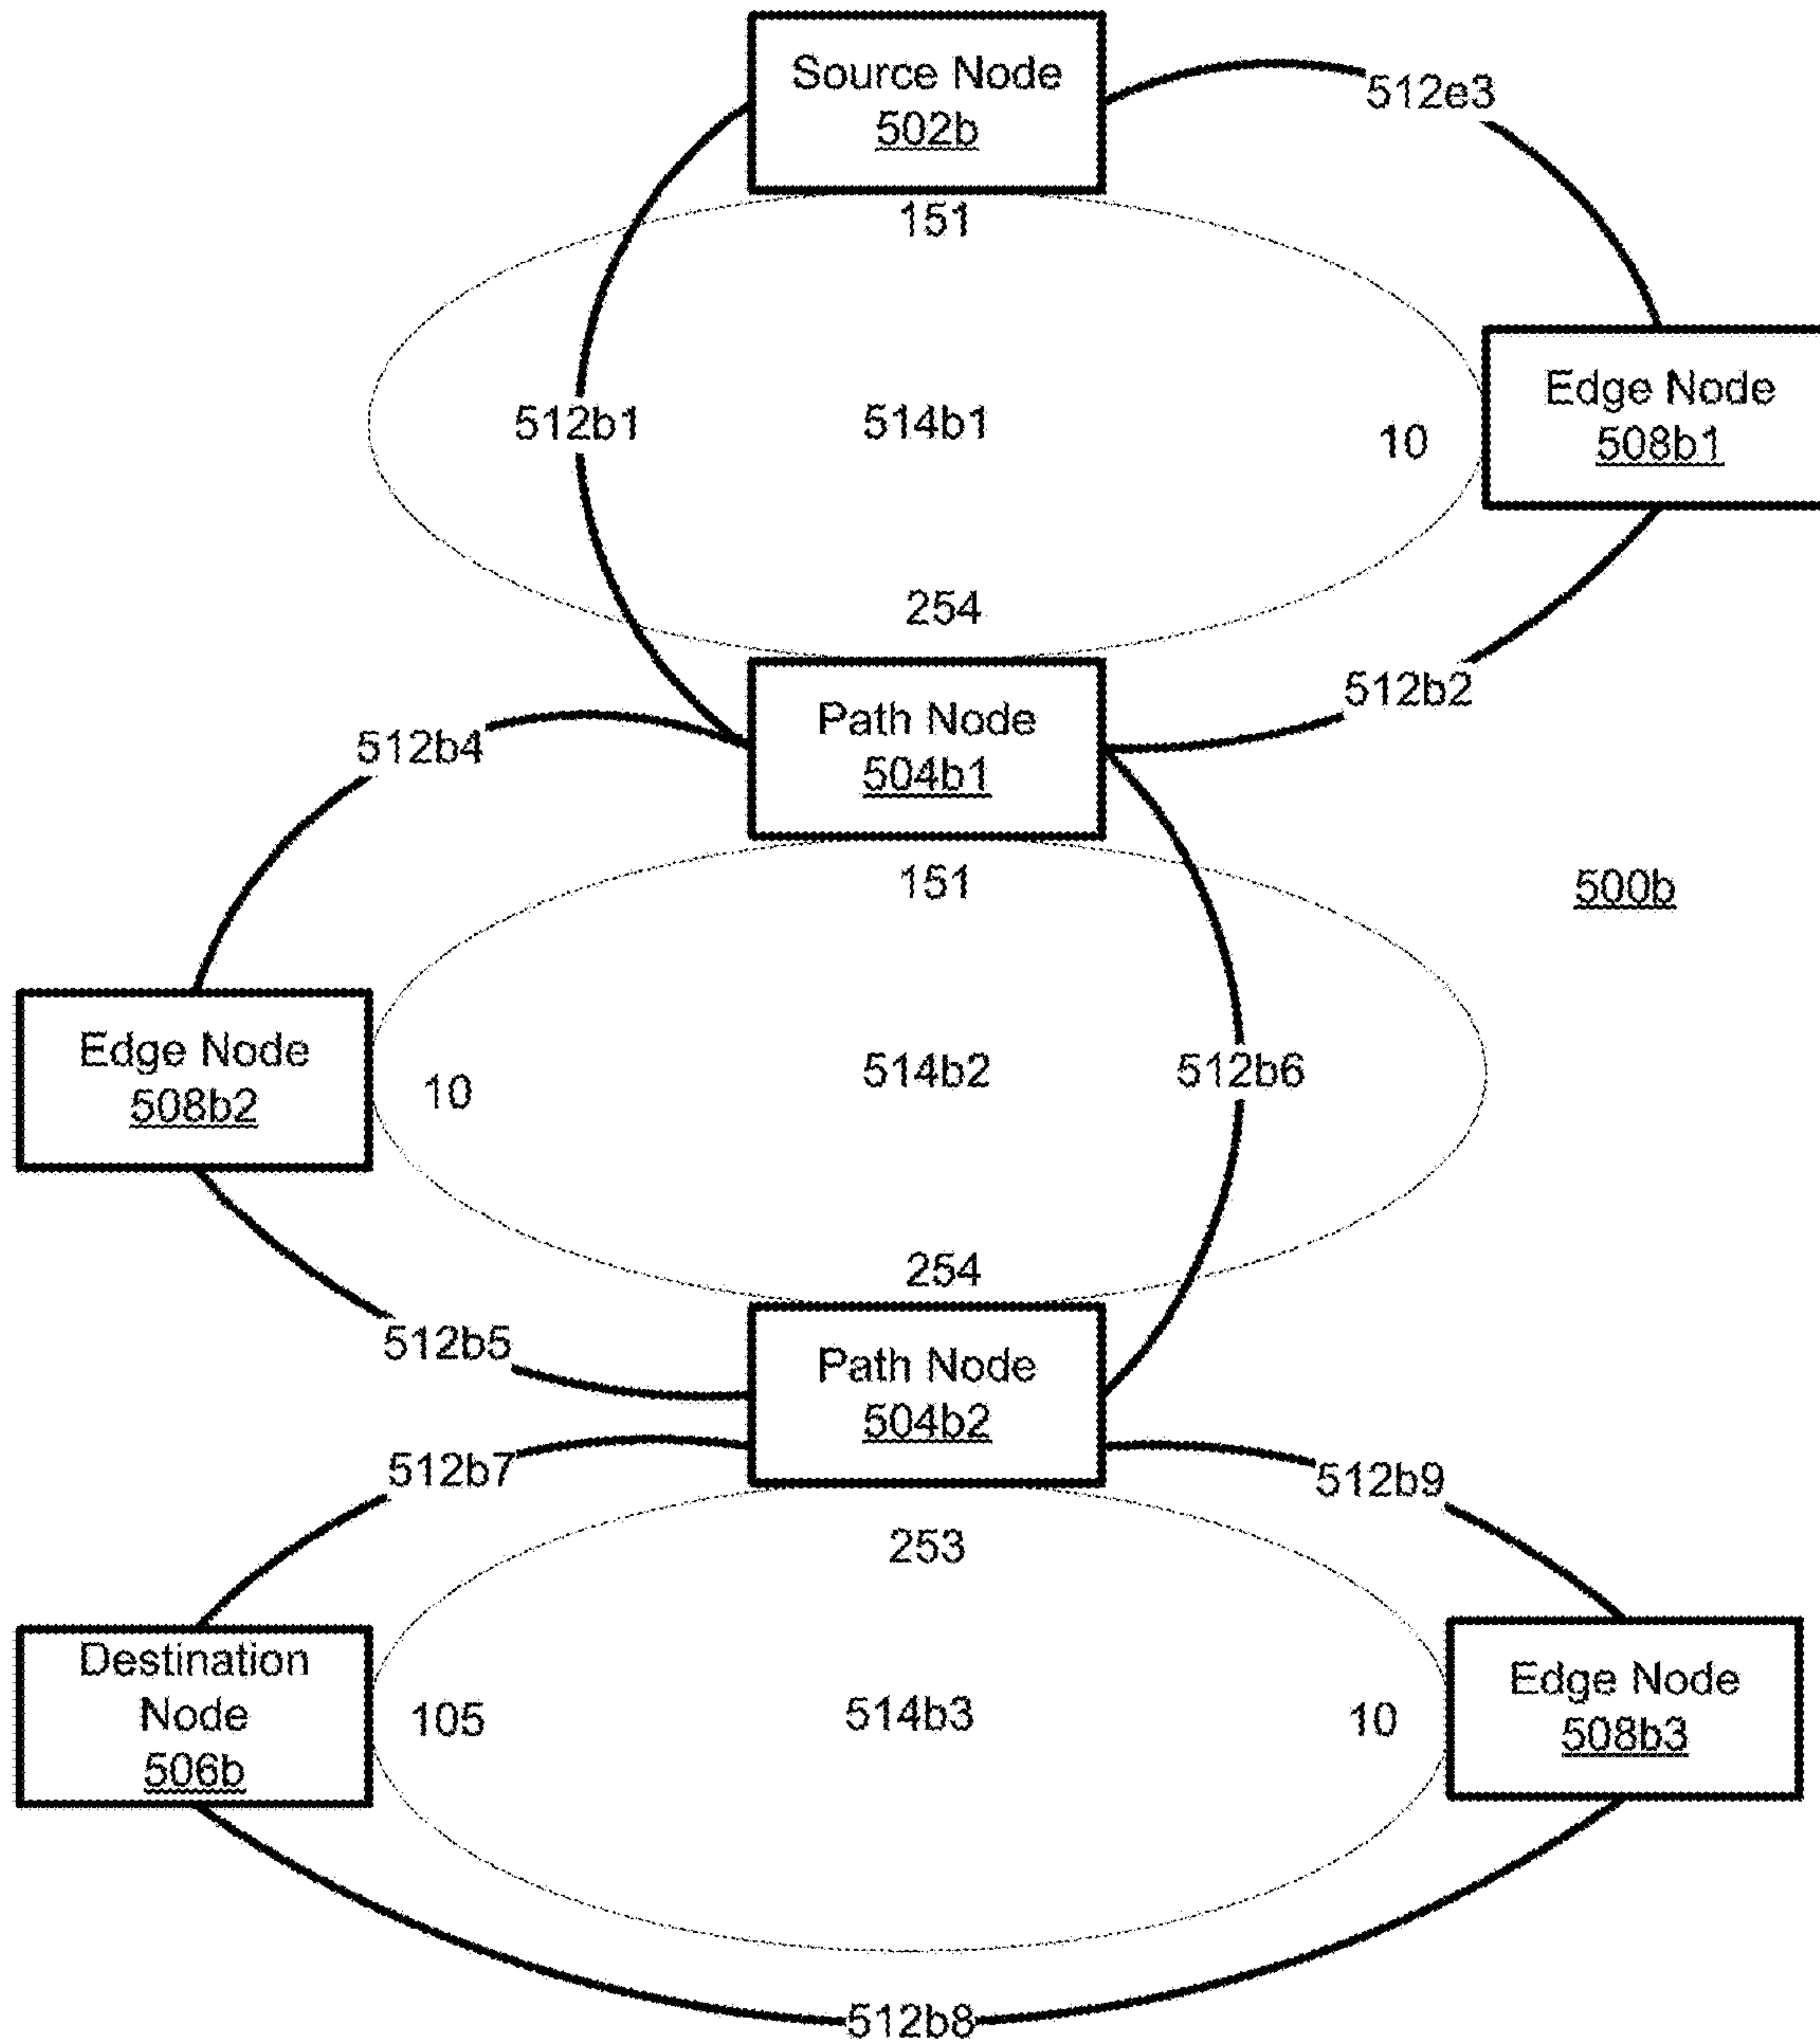 Source Node
502b
512e3
151
Edge Node
508b1
512b1
514b1
10
254
512b2
Path Node
504b1
512b4
151
500b
Edge Node
508b2
10
514b2
512b6
254
512b5
Path Node
504b2
512b7
512b9
253
Destination
Node
506b
105
514b3
10
Edge Node
508b3
512b8